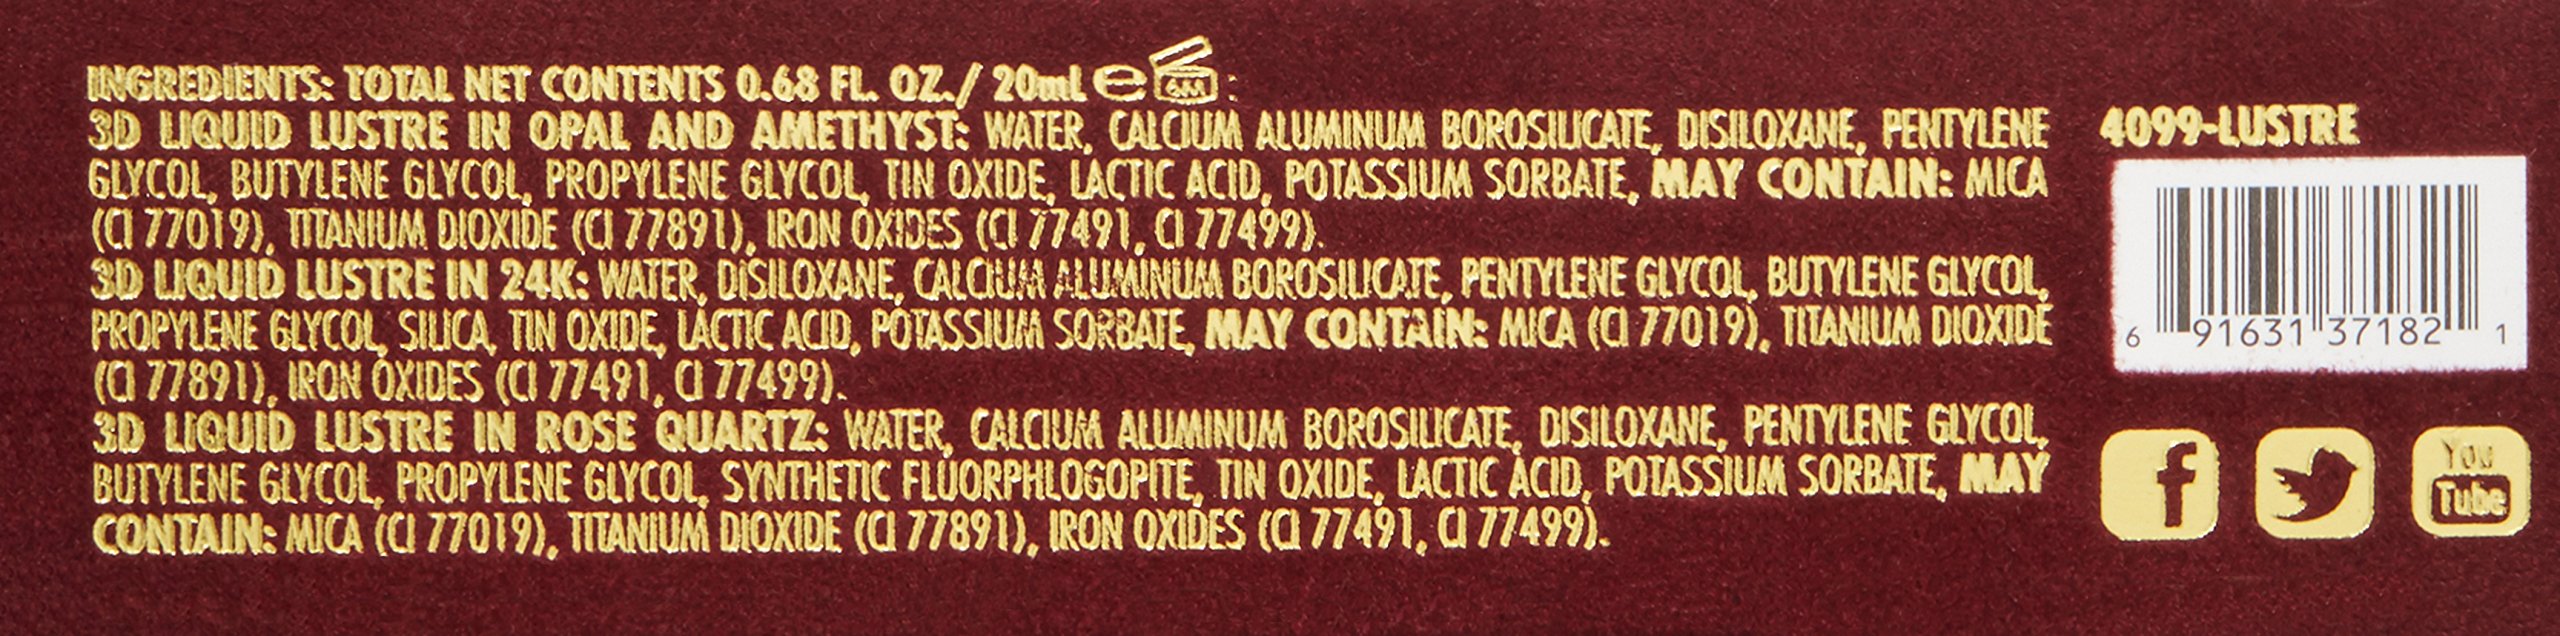 INGREDIENTS: TOTAL NET CONTENTS 0.68 FL. OZ./ 20mL e 6M :
3D LIQUID LUSTRE IN OPAL AND AMETHYST: WATER, CALCIUM ALUMINUM BOROSILICATE, DISILOXANE, PENTYLENE
GLYCOL, BUTYLENE GLYCOL, PROPYLENE GLYCOL, TIN OXIDE, LACTIC ACID, POTASSIUM SORBATE, MAY CONTAIN: MICA
(CI 77019), TITANIUM DIOXIDE (CI 77891), IRON OXIDES (CI 77491, CI 77499).
3D LIQUID LUSTRE IN 24K: WATER, DISILOXANE, CALCIUM ALUMINUM BOROSILICATE, PENTYLENE GLYCOL, BUTYLENE GLYCOL,
PROPYLENE GLYCOL, SILICA, TIN OXIDE, LACTIC ACID, POTASSIUM SORBATE, MAY CONTAIN: MICA (CI 77019), TITANIUM DIOXIDE
(CI 77891), IRON OXIDES (CI 77491, CI 77499).
3D LIQUID LUSTRE IN ROSE QUARTZ: WATER, CALCIUM ALUMINUM BOROSILICATE, DISILOXANE, PENTYLENE GLYCOL,
BUTYLENE GLYCOL, PROPYLENE GLYCOL, SYNTHETIC FLUORPHLOGOPITE, TIN OXIDE, LACTIC ACID, POTASSIUM SORBATE, MAY
CONTAIN: MICA (CI 77019), TITANIUM DIOXIDE (CI 77891), IRON OXIDES (CI 77491, CI 77499).
4099-LUSTRE
6 91631 37182 1
f
You
Tube